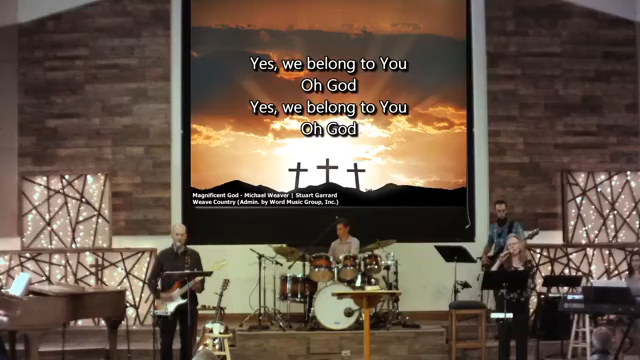 Yes, we belong to You
Oh God
Yes, we belong to You
Oh God
Magnificent God - Michael Weaver | Stuart Garrard
Weave Country (Admin. by Word Music Group, Inc.)